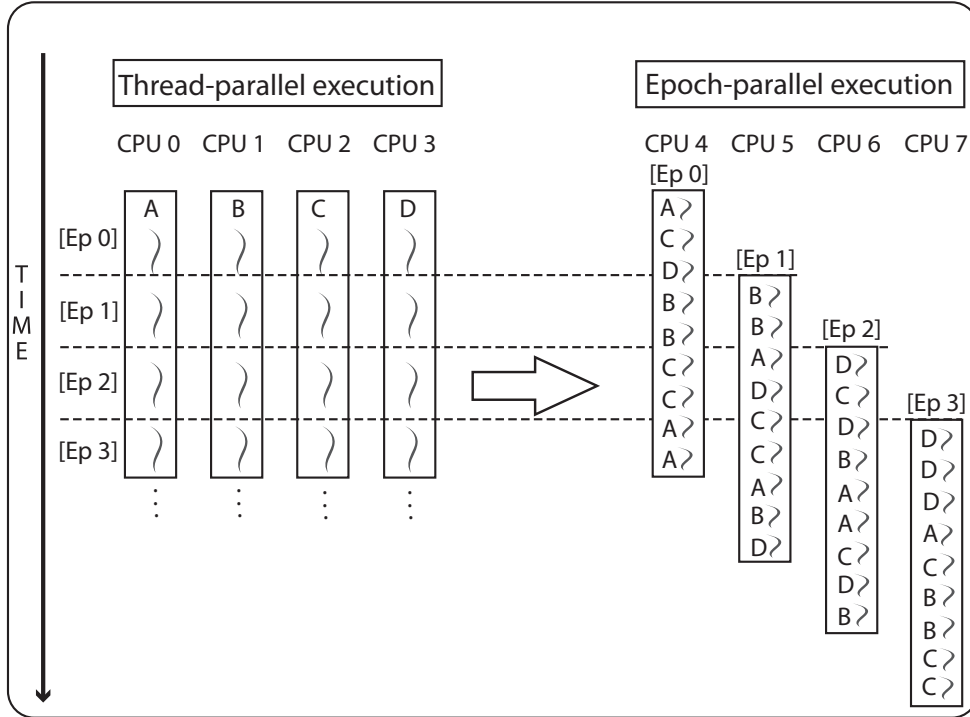 Thread-parallel execution
Epoch-parallel execution
CPU 0 CPU 1 CPU 2 CPU 3
CPU 4 CPU 5 CPU 6 CPU 7
TIME
[Ep 0]
[Ep 1]
[Ep 2]
[Ep 3]
A B C D
[Ep 0]
A
C
D
B
B
C
C
A
A
[Ep 1]
B
B
A
D
C
C
A
B
D
[Ep 2]
D
C
D
B
A
A
C
D
B
[Ep 3]
D
D
D
A
C
B
B
C
C